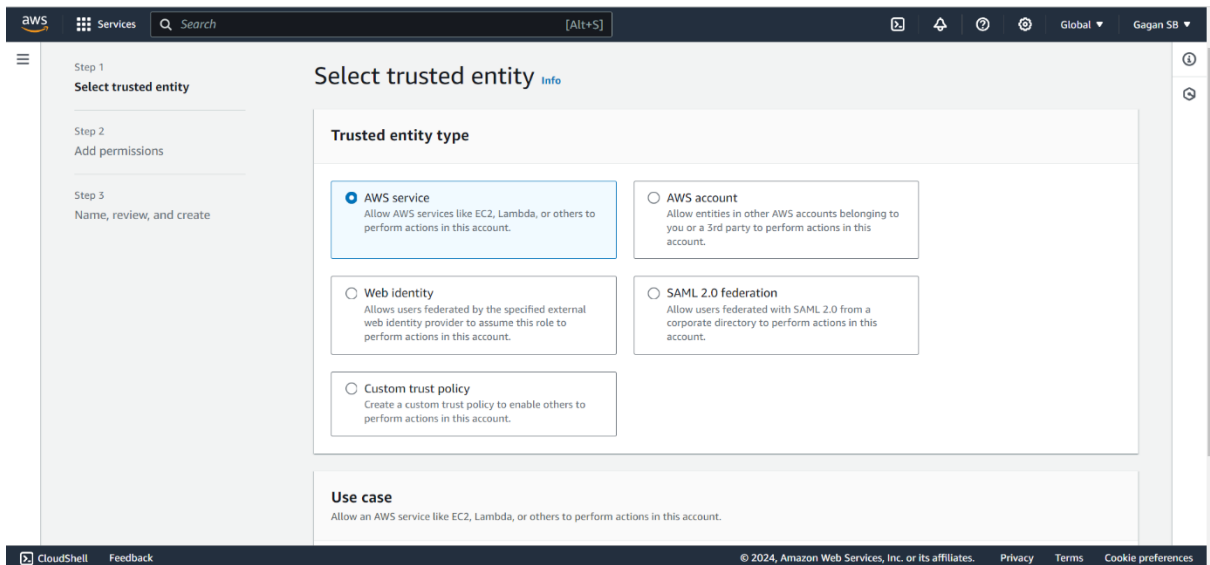 aws
Services
Search
[Alt+S]
Global
Gagan SB
Step 1
Select trusted entity
Step 2
Add permissions
Step 3
Name, review, and create
Select trusted entity Info
Trusted entity type
AWS service
Allow AWS services like EC2, Lambda, or others to
perform actions in this account.
AWS account
Allow entities in other AWS accounts belonging to
you or a 3rd party to perform actions in this
account.
Web identity
Allows users federated by the specified external
web identity provider to assume this role to
perform actions in this account.
SAML 2.0 federation
Allow users federated with SAML 2.0 from a
corporate directory to perform actions in this
account.
Custom trust policy
Create a custom trust policy to enable others to
perform actions in this account.
Use case
Allow an AWS service like EC2, Lambda, or others to perform actions in this account.
CloudShell
Feedback
© 2024, Amazon Web Services, Inc. or its affiliates.
Privacy
Terms
Cookie preferences